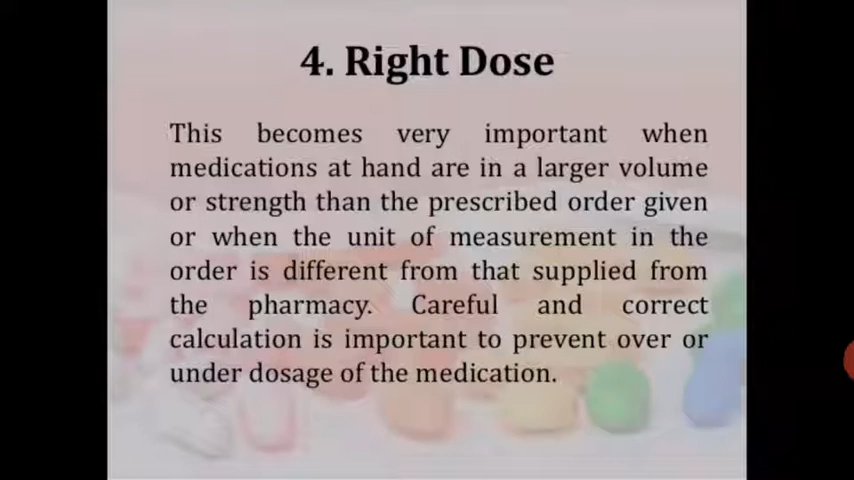 4. Right Dose
This becomes very important when
medications at hand are in a larger volume
or strength than the prescribed order given
or when the unit of measurement in the
order is different from that supplied from
the pharmacy. Careful and correct
calculation is important to prevent over or
under dosage of the medication.